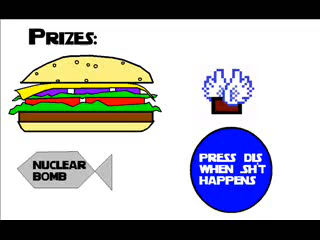 PRIZES:
NUCLEAR
BOMB
PRESS DIS
WHEN SH!T
HAPPENS